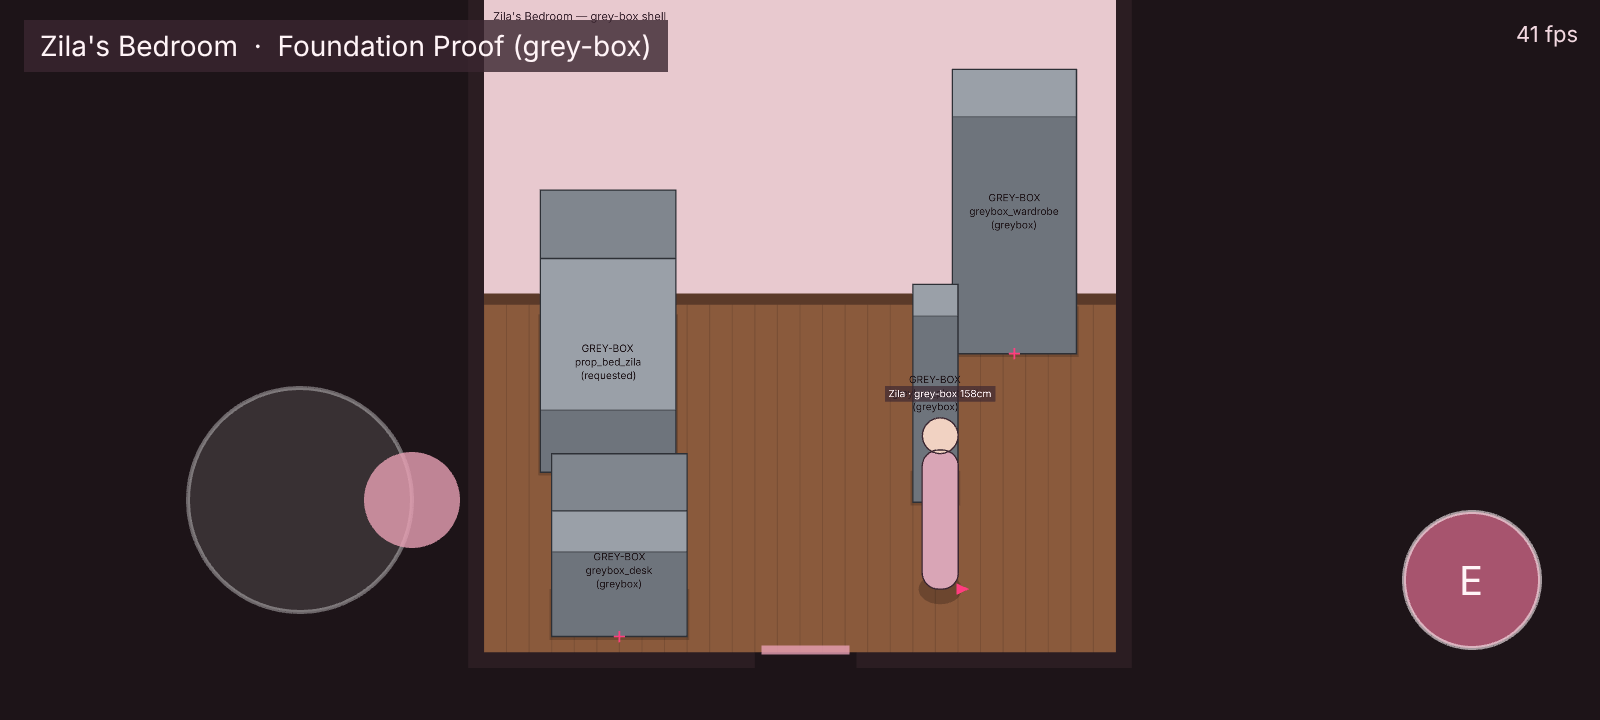 Zila's Bedroom — grey-box shell
Zila's Bedroom · Foundation Proof (grey-box)
41 fps
GREY-BOX
greybox_wardrobe
(greybox)
GREY-BOX
prop_bed_zila
(requested)
GREY-BOX
Zila · grey-box 158cm
(greybox)
GREY-BOX
greybox_desk
(greybox)
E